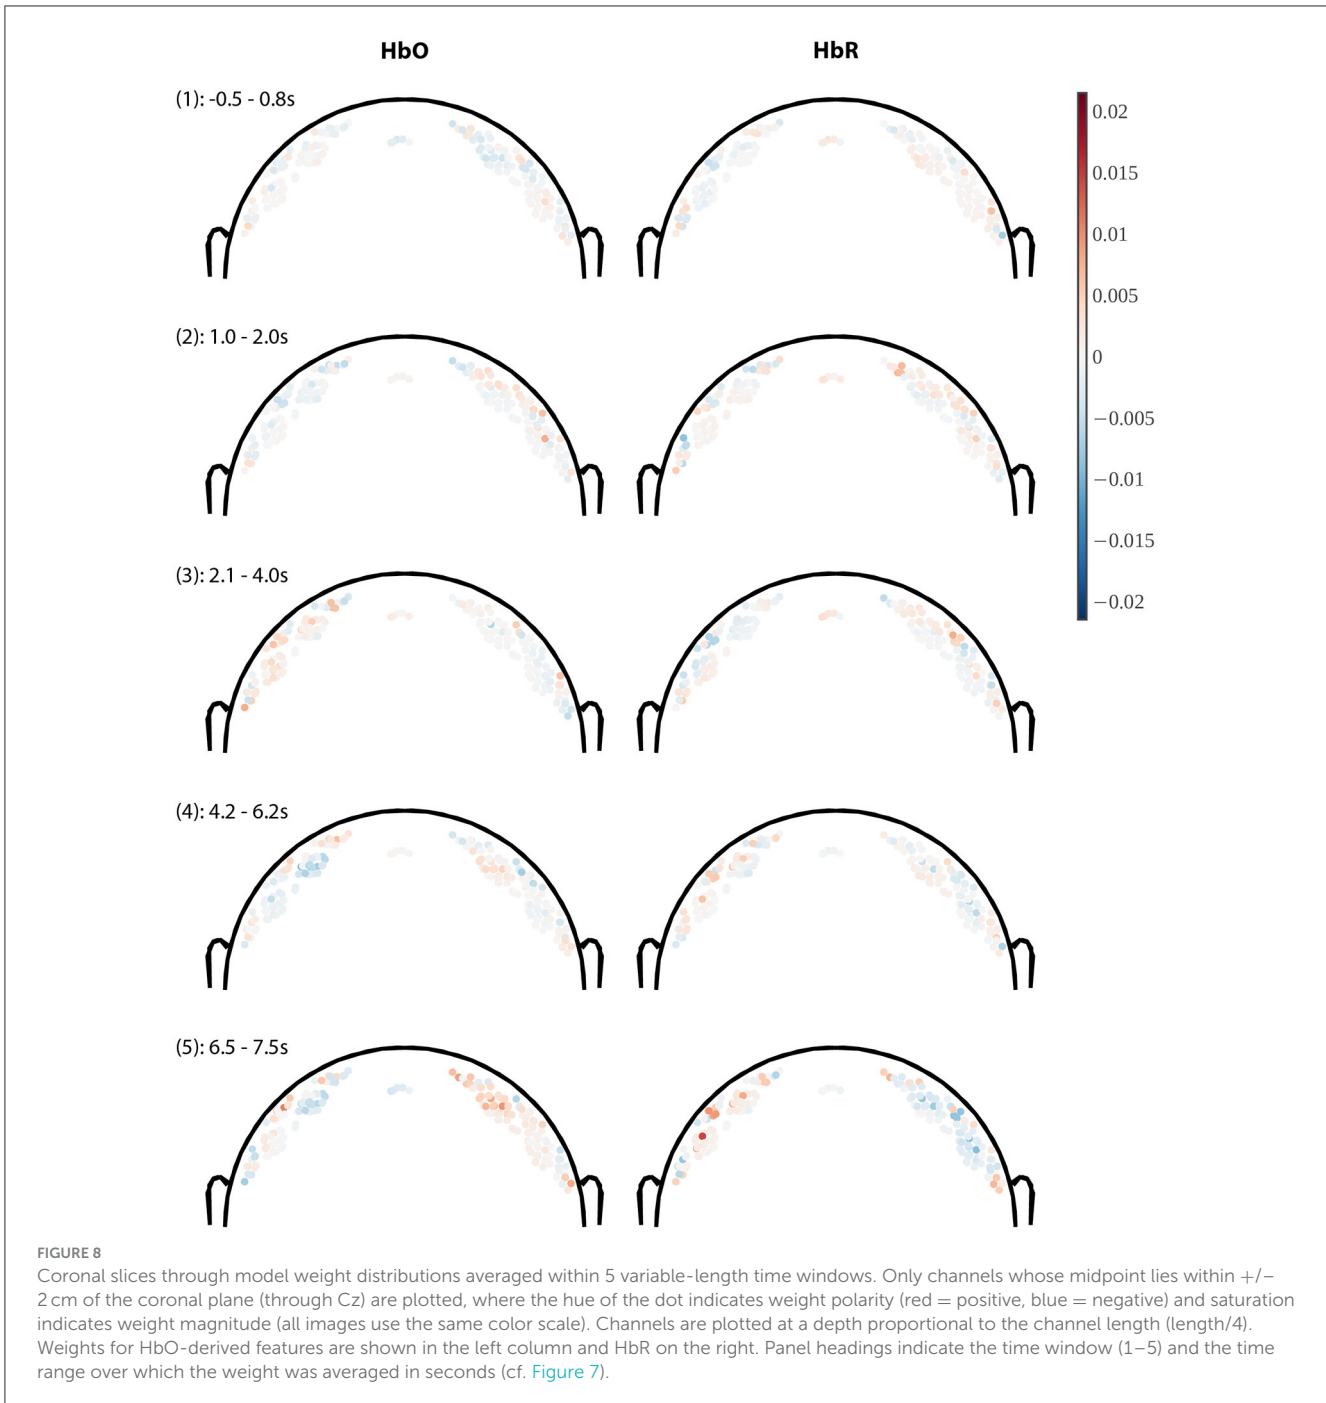 HbO
HbR
(1): -0.5 - 0.8s
(2): 1.0 - 2.0s
(3): 2.1 - 4.0s
(4): 4.2 - 6.2s
(5): 6.5 - 7.5s
0.02
0.015
0.01
0.005
0
−0.005
−0.01
−0.015
−0.02
FIGURE 8
Coronal slices through model weight distributions averaged within 5 variable-length time windows. Only channels whose midpoint lies within +/−
2 cm of the coronal plane (through Cz) are plotted, where the hue of the dot indicates weight polarity (red = positive, blue = negative) and saturation
indicates weight magnitude (all images use the same color scale). Channels are plotted at a depth proportional to the channel length (length/4).
Weights for HbO-derived features are shown in the left column and HbR on the right. Panel headings indicate the time window (1–5) and the time
range over which the weight was averaged in seconds (cf. Figure 7).